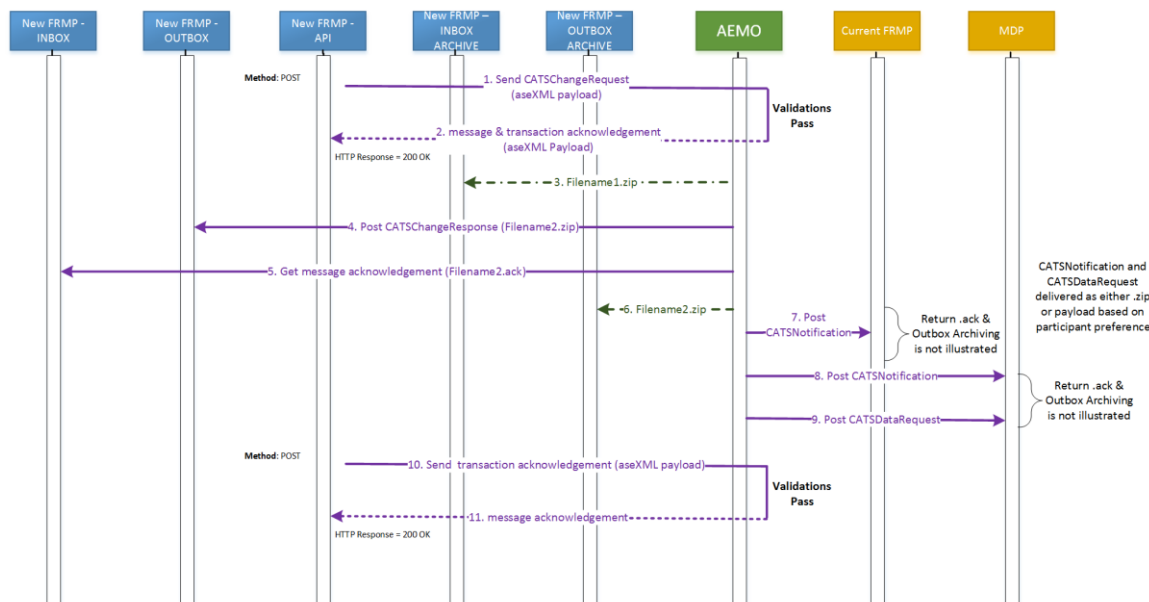 New FRMP -
INBOX
New FRMP -
OUTBOX
New FRMP -
API
New FRMP –
INBOX
ARCHIVE
New FRMP –
OUTBOX
ARCHIVE
AEMO
Current FRMP
MDP
Method: POST
1. Send CATSChangeRequest
(aseXML payload)
Validations
Pass
2. message & transaction acknowledgement
(aseXML Payload)
HTTP Response = 200 OK
3. Filename1.zip
4. Post CATSChangeResponse (Filename2.zip)
5. Get message acknowledgement (Filename2.ack)
CATSNotification and
CATSDataRequest
delivered as either .zip
or payload based on
participant preference
6. Filename2.zip
7. Post
CATSNotification
Return .ack &
Outbox Archiving
is not illustrated
8. Post CATSNotification
Return .ack &
Outbox Archiving
is not illustrated
9. Post CATSDataRequest
Method: POST
10. Send transaction acknowledgement (aseXML payload)
Validations
Pass
11. message acknowledgement
HTTP Response = 200 OK